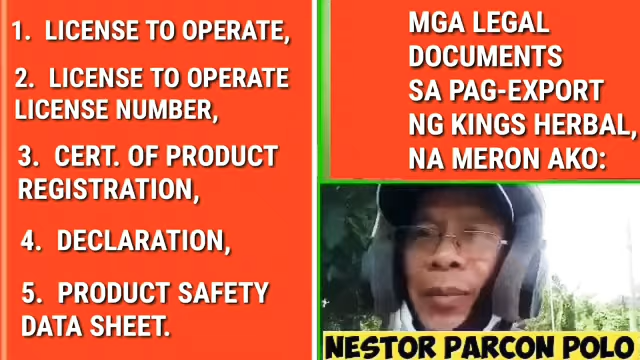 1. LICENSE TO OPERATE,
2. LICENSE TO OPERATE
LICENSE NUMBER,
3. CERT. OF PRODUCT
REGISTRATION,
4. DECLARATION,
5. PRODUCT SAFETY
DATA SHEET.
MGA LEGAL
DOCUMENTS
SA PAG-EXPORT
NG KINGS HERBAL,
NA MERON AKO:
NESTOR PARCON POLO